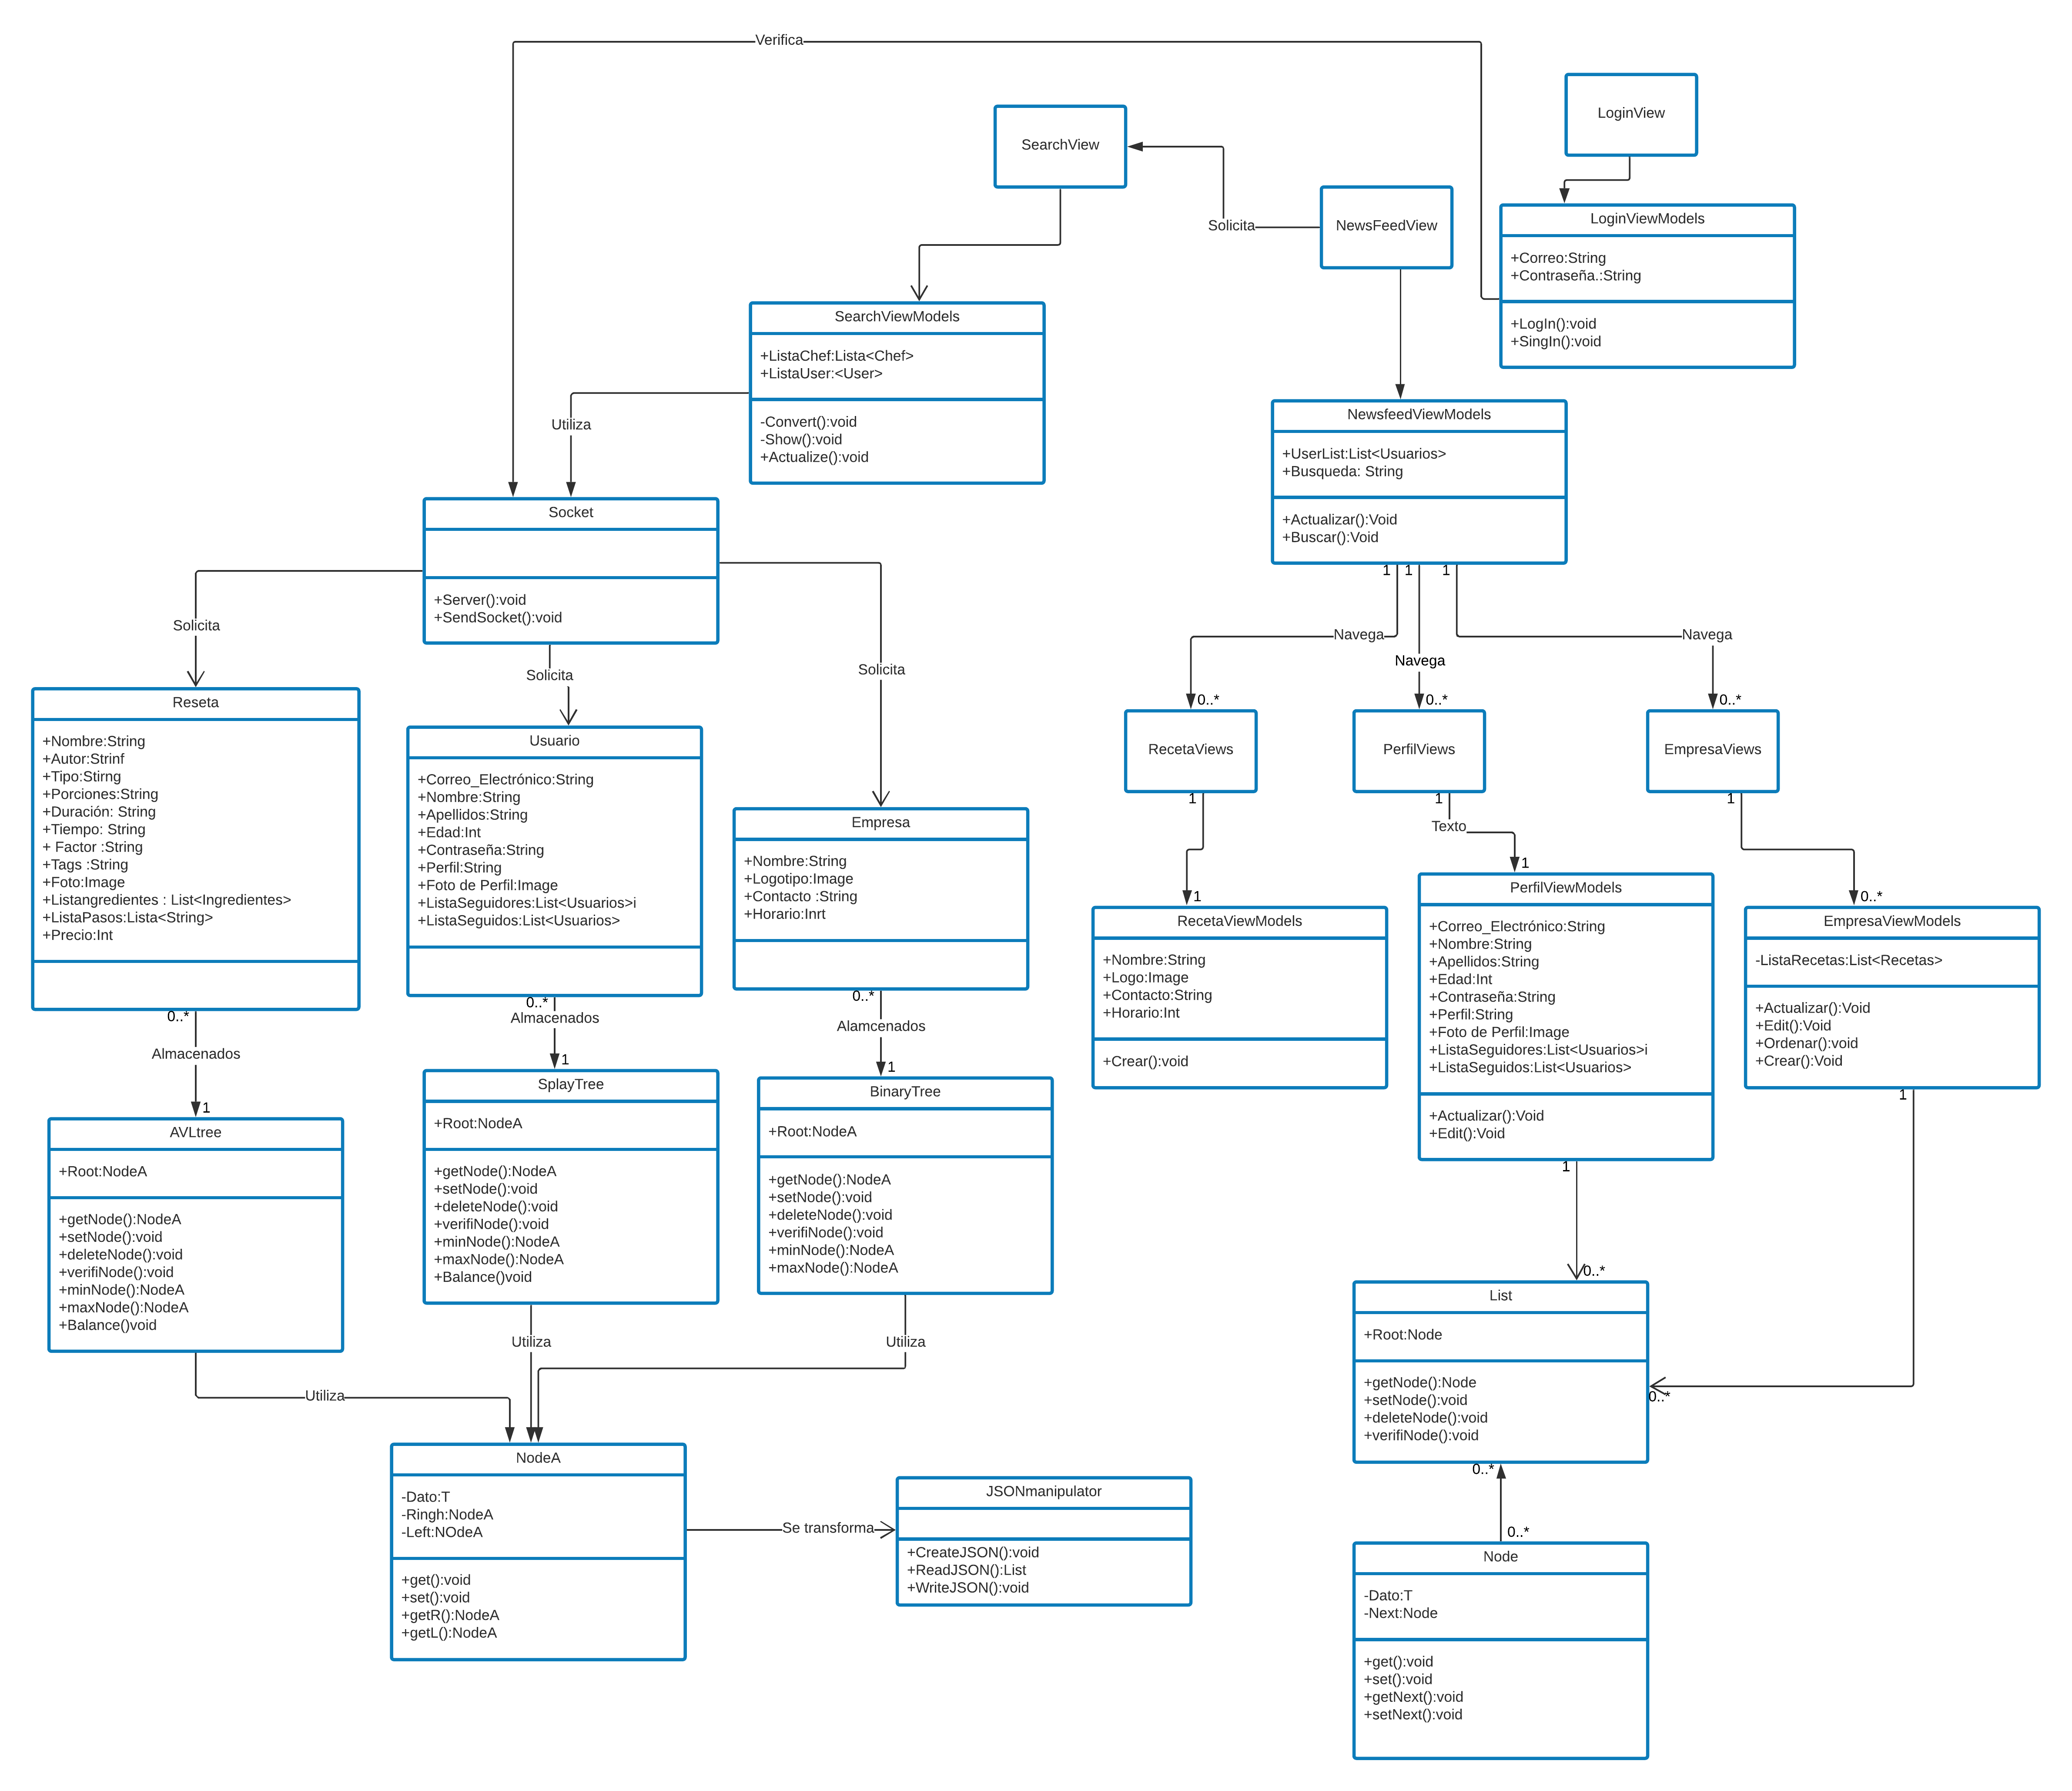 Verifica
LoginView
SearchView
Solicita
NewsFeedView
LoginViewModels
+Correo:String
+Contraseña.:String
+LogIn():void
+SingIn():void
SearchViewModels
+ListaChef:Lista<Chef>
+ListaUser:<User>
-Convert():void
-Show():void
+Actualize():void
Utiliza
NewsfeedViewModels
+UserList:List<Usuarios>
+Busqueda: String
+Actualizar():Void
+Buscar():Void
Socket
+Server():void
+SendSocket():void
1
1
1
Solicita
Solicita
Solicita
Navega
Navega
Navega
0..*
0..*
0..*
Reseta
+Nombre:String
+Autor:Strinf
+Tipo:Stirng
+Porciones:String
+Duración: String
+Tiempo: String
+ Factor :String
+Tags :String
+Foto:Image
+Listangredientes : List<Ingredientes>
+ListaPasos:Lista<String>
+Precio:Int
Usuario
+Correo_Electrónico:String
+Nombre:String
+Apellidos:String
+Edad:Int
+Contraseña:String
+Perfil:String
+Foto de Perfil:Image
+ListaSeguidores:List<Usuarios>i
+ListaSeguidos:List<Usuarios>
Empresa
+Nombre:String
+Logotipo:Image
+Contacto :String
+Horario:Inrt
RecetaViews
PerfilViews
EmpresaViews
1
1
1
Texto
1
1
0..*
RecetaViewModels
+Nombre:String
+Logo:Image
+Contacto:String
+Horario:Int
+Crear():void
PerfilViewModels
+Correo_Electrónico:String
+Nombre:String
+Apellidos:String
+Edad:Int
+Contraseña:String
+Perfil:String
+Foto de Perfil:Image
+ListaSeguidores:List<Usuarios>i
+ListaSeguidos:List<Usuarios>
+Actualizar():Void
+Edit():Void
EmpresaViewModels
-ListaRecetas:List<Recetas>
+Actualizar():Void
+Edit():Void
+Ordenar():void
+Crear():Void
0..*
Almacenados
1
0..*
Almacenados
1
0..*
Alamcenados
1
AVLtree
+Root:NodeA
+getNode():NodeA
+setNode():void
+deleteNode():void
+verifiNode():void
+minNode():NodeA
+maxNode():NodeA
+Balance()void
SplayTree
+Root:NodeA
+getNode():NodeA
+setNode():void
+deleteNode():void
+verifiNode():void
+minNode():NodeA
+maxNode():NodeA
+Balance()void
BinaryTree
+Root:NodeA
+getNode():NodeA
+setNode():void
+deleteNode():void
+verifiNode():void
+minNode():NodeA
+maxNode():NodeA
1
1
0..*
0..*
Utiliza
Utiliza
Utiliza
List
+Root:Node
+getNode():Node
+setNode():void
+deleteNode():void
+verifiNode():void
0..*
0..*
NodeA
-Dato:T
-Ringh:NodeA
-Left:NOdeA
+get():void
+set():void
+getR():NodeA
+getL():NodeA
Se transforma
JSONmanipulator
+CreateJSON():void
+ReadJSON():List
+WriteJSON():void
Node
-Dato:T
-Next:Node
+get():void
+set():void
+getNext():void
+setNext():void